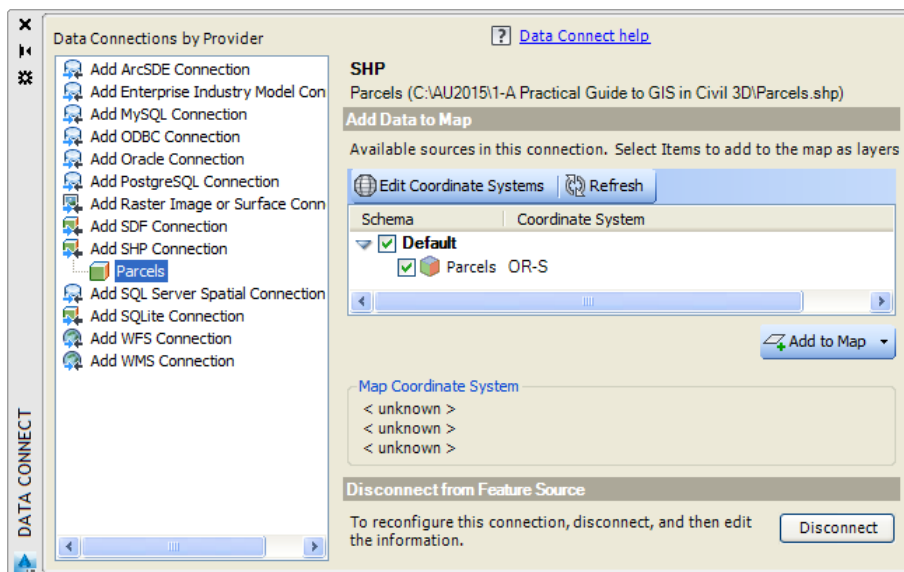 Data Connections by Provider
Add ArcSDE Connection
Add Enterprise Industry Model Con
Add MySQL Connection
Add ODBC Connection
Add Oracle Connection
Add PostgreSQL Connection
Add Raster Image or Surface Conn
Add SDF Connection
Add SHP Connection
Parcels
Add SQL Server Spatial Connection
Add SQLite Connection
Add WFS Connection
Add WMS Connection
DATA CONNECT
? Data Connect help
SHP
Parcels (C:\AU2015\1-A Practical Guide to GIS in Civil 3D\Parcels.shp)
Add Data to Map
Available sources in this connection. Select Items to add to the map as layers
Edit Coordinate Systems Refresh
Schema Coordinate System
Default
Parcels OR-S
Add to Map
Map Coordinate System
< unknown >
< unknown >
< unknown >
Disconnect from Feature Source
To reconfigure this connection, disconnect, and then edit
the information.
Disconnect